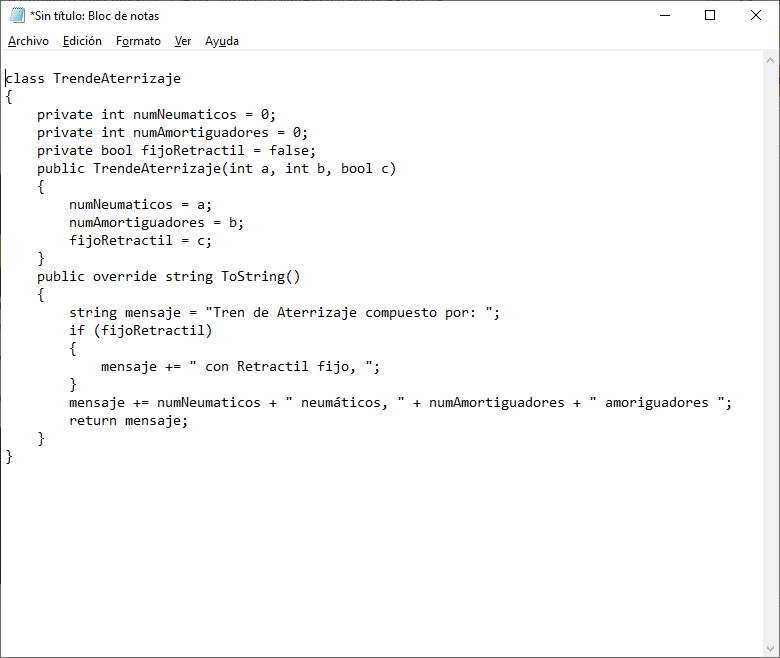 *Sin título: Bloc de notas
Archivo Edición Formato Ver Ayuda
class TrendeAterrizaje
{
    private int numNeumaticos = 0;
    private int numAmortiguadores = 0;
    private bool fijoRetractil = false;
    public TrendeAterrizaje(int a, int b, bool c)
    {
        numNeumaticos = a;
        numAmortiguadores = b;
        fijoRetractil = c;
    }
    public override string ToString()
    {
        string mensaje = "Tren de Aterrizaje compuesto por: ";
        if (fijoRetractil)
        {
            mensaje += " con Retractil fijo, ";
        }
        mensaje += numNeumaticos + " neumáticos, " + numAmortiguadores + " amoriguadores ";
        return mensaje;
    }
}